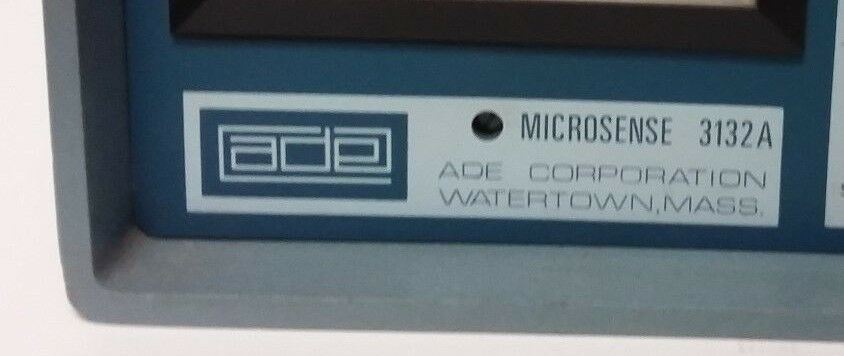 ade
MICROSENSE 3132A
ADE CORPORATION
WATERTOWN, MASS.